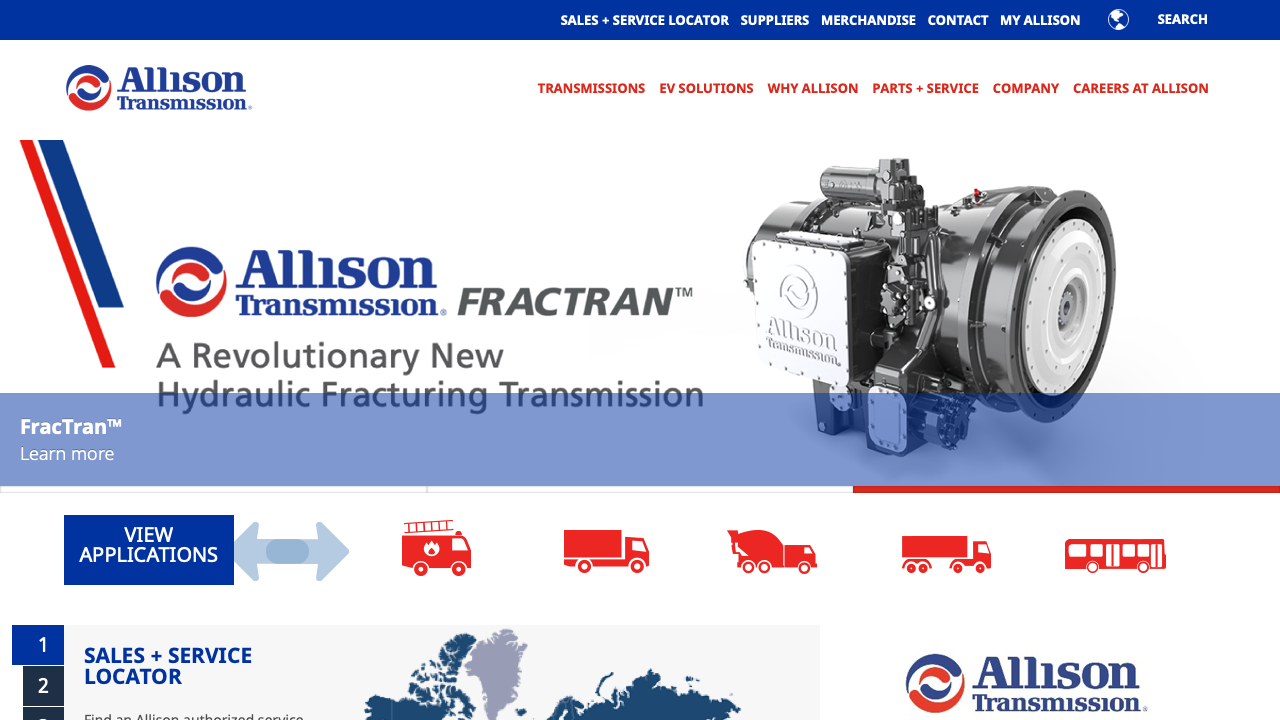 SALES + SERVICE LOCATOR SUPPLIERS MERCHANDISE CONTACT MY ALLISON SEARCH
Allison
Transmission®
TRANSMISSIONS EV SOLUTIONS WHY ALLISON PARTS + SERVICE COMPANY CAREERS AT ALLISON
Allison
Transmission® FRACTRAN™
A Revolutionary New
Hydraulic Fracturing Transmission
Allison
Transmission
FracTran™
Learn more
VIEW
APPLICATIONS
1
2
SALES + SERVICE
LOCATOR
Find an Allison authorized service
Allison
Transmission®